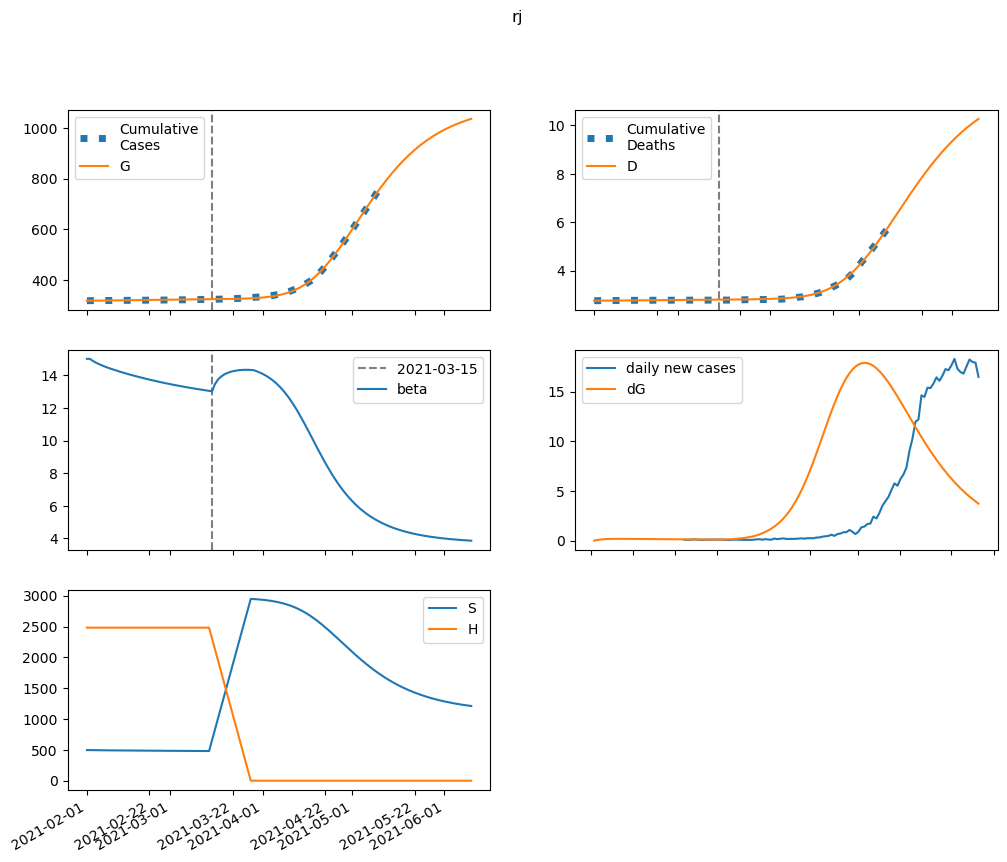 rj
1000
800
600
400
Cumulative
Cases
G
10
8
6
4
Cumulative
Deaths
D
14
12
10
8
6
4
2021-03-15
beta
15
10
5
0
daily new cases
dG
3000
2500
2000
1500
1000
500
0
S
H
2021-02-01
2021-02-22
2021-03-01
2021-03-22
2021-04-01
2021-04-22
2021-05-01
2021-05-22
2021-06-01